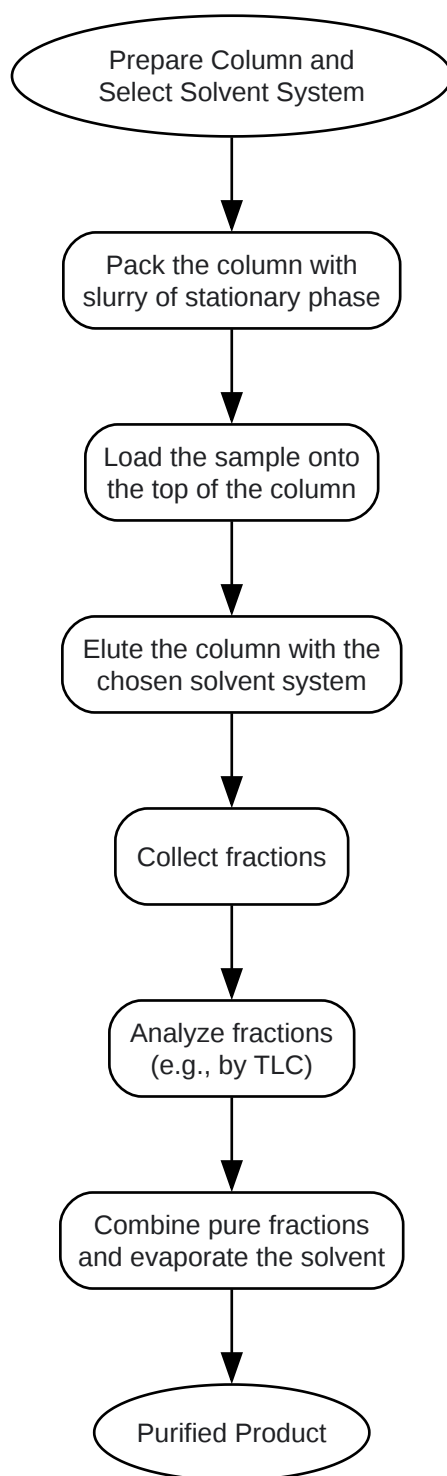 Prepare Column and
Select Solvent System
Pack the column with
slurry of stationary phase
Load the sample onto
the top of the column
Elute the column with the
chosen solvent system
Collect fractions
Analyze fractions
(e.g., by TLC)
Combine pure fractions
and evaporate the solvent
Purified Product